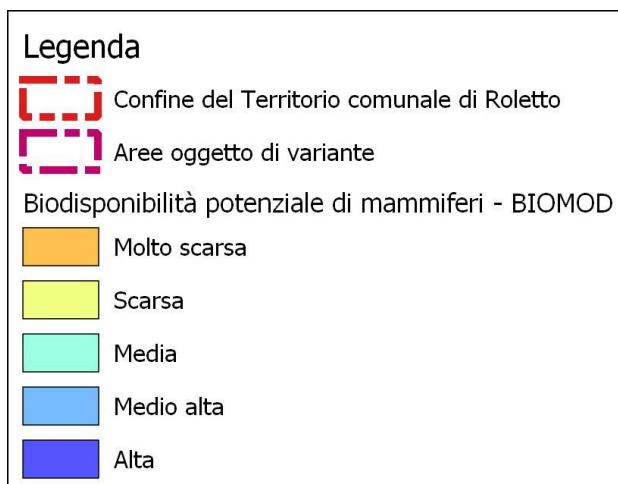 Legenda
Confine del Territorio comunale di Roletto
Aree oggetto di variante
Biodisponibilità potenziale di mammiferi - BIOMOD
Molto scarsa
Scarsa
Media
Medio alta
Alta